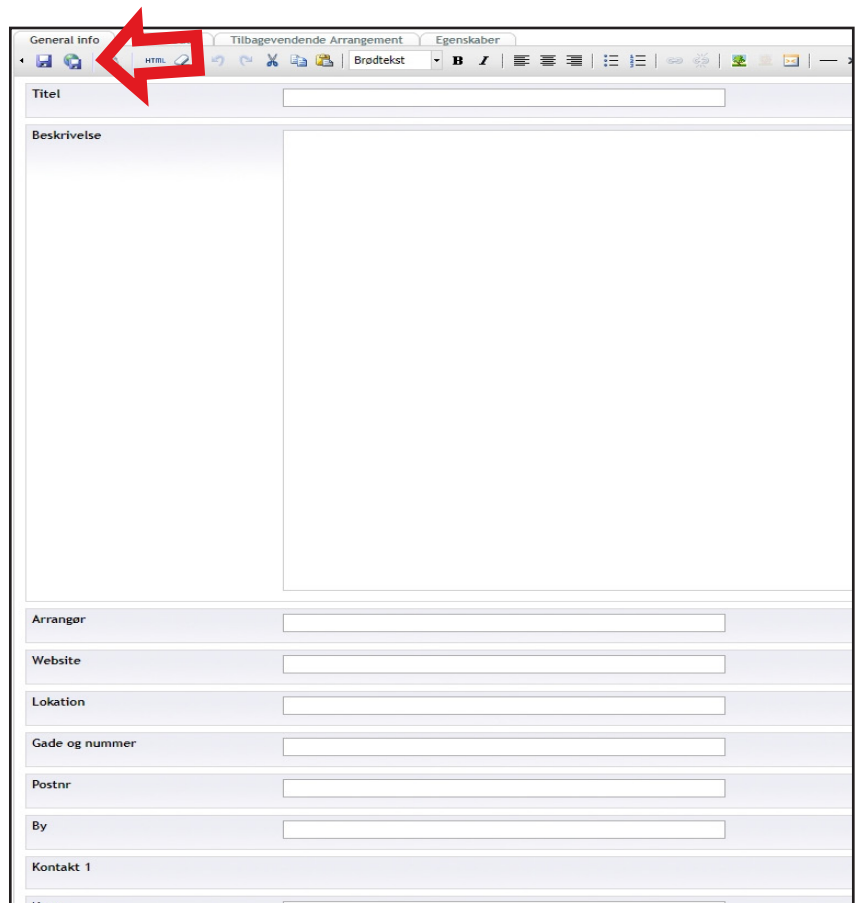 General info
Tilbagevendende Arrangement
Egenskaber
HTML
Brødtekst
B I
Titel
Beskrivelse
Arrangør
Website
Lokation
Gade og nummer
Postnr
By
Kontakt 1